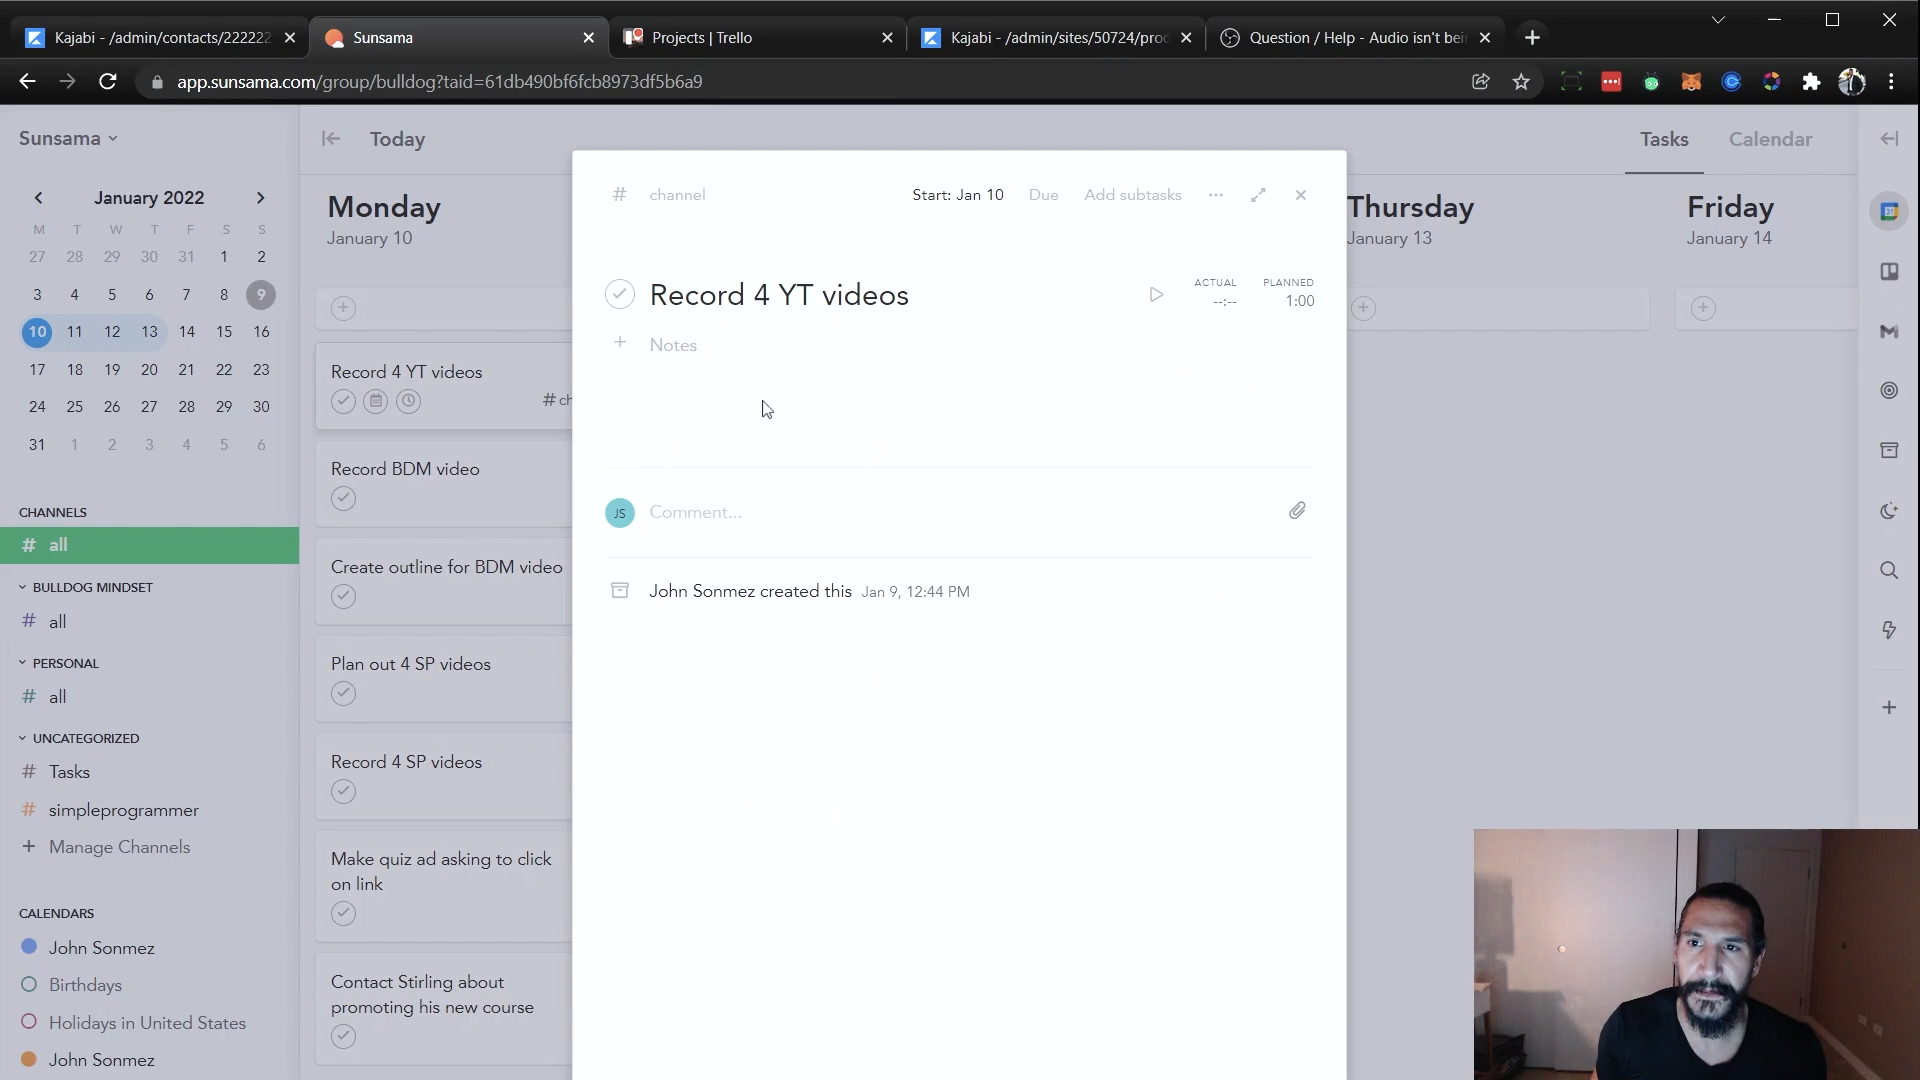 Kajabi - /admin/contacts/222222
Sunsama
Projects | Trello
Kajabi - /admin/sites/50724/prod
Question / Help - Audio isn't bein
app.sunsama.com/group/bulldog?taid=61db490bf6fcb8973df5b6a9
Sunsama
Today
Tasks
Calendar
January 2022
M T W T F S S
27 28 29 30 31 1 2
3 4 5 6 7 8 9
10 11 12 13 14 15 16
17 18 19 20 21 22 23
24 25 26 27 28 29 30
31 1 2 3 4 5 6
CHANNELS
# all
BULLDOG MINDSET
# all
PERSONAL
# all
UNCATEGORIZED
# Tasks
# simpleprogrammer
+ Manage Channels
CALENDARS
John Sonmez
Birthdays
Holidays in United States
John Sonmez
Monday
January 10
Record 4 YT videos
# ch
Record BDM video
Create outline for BDM video
Plan out 4 SP videos
Record 4 SP videos
Make quiz ad asking to click
on link
Contact Stirling about
promoting his new course
# channel
Start: Jan 10
Due
Add subtasks
Record 4 YT videos
ACTUAL
--:--
PLANNED
1:00
+ Notes
JS
Comment...
John Sonmez created this Jan 9, 12:44 PM
Thursday
January 13
Friday
January 14